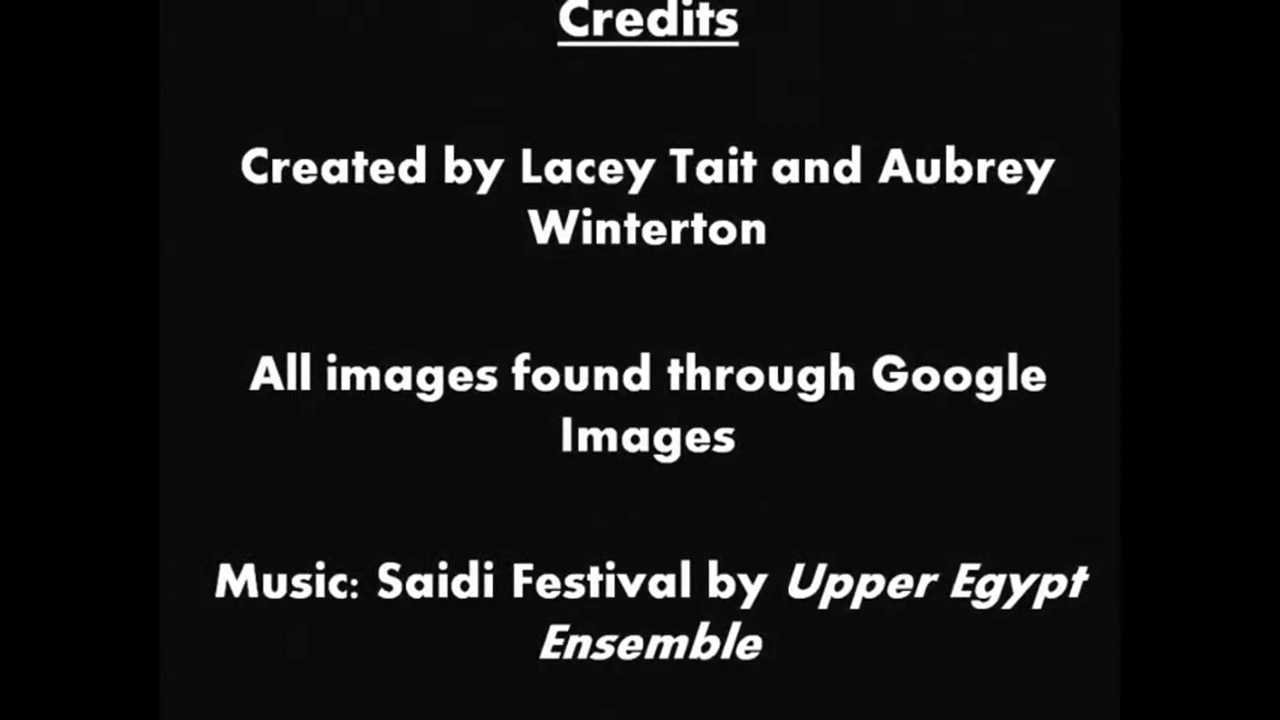 Credits
Created by Lacey Tait and Aubrey
Winterton
All images found through Google
Images
Music: Saidi Festival by Upper Egypt
Ensemble